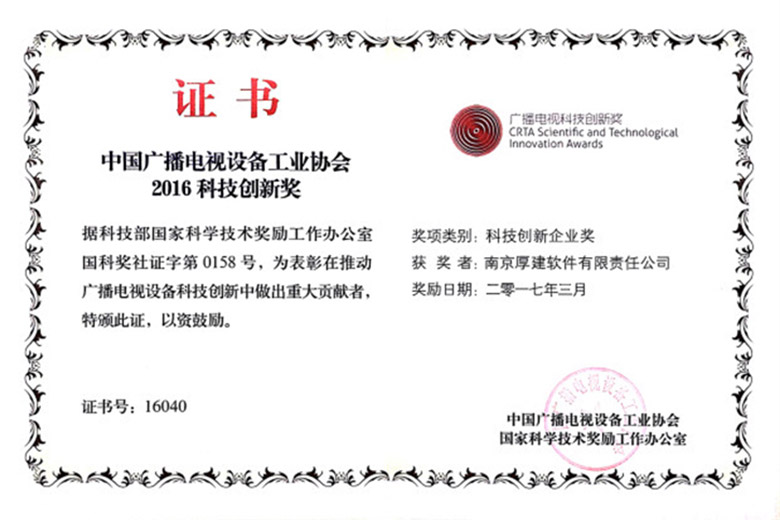 证书
中国广播电视设备工业协会
2016 科技创新奖
据科技部国家科学技术奖励工作办公室
国科奖社证字第 0158 号，为表彰在推动
广播电视设备科技创新中做出重大贡献者，
特颁此证，以资鼓励。
证书号：16040
广播电视科技创新奖
CRTA Scientific and Technological
Innovation Awards
奖项类别：科技创新企业奖
获 奖 者：南京厚建软件有限责任公司
奖励日期：二零一七年三月
中国广播电视设备工业协会
国家科学技术奖励工作办公室